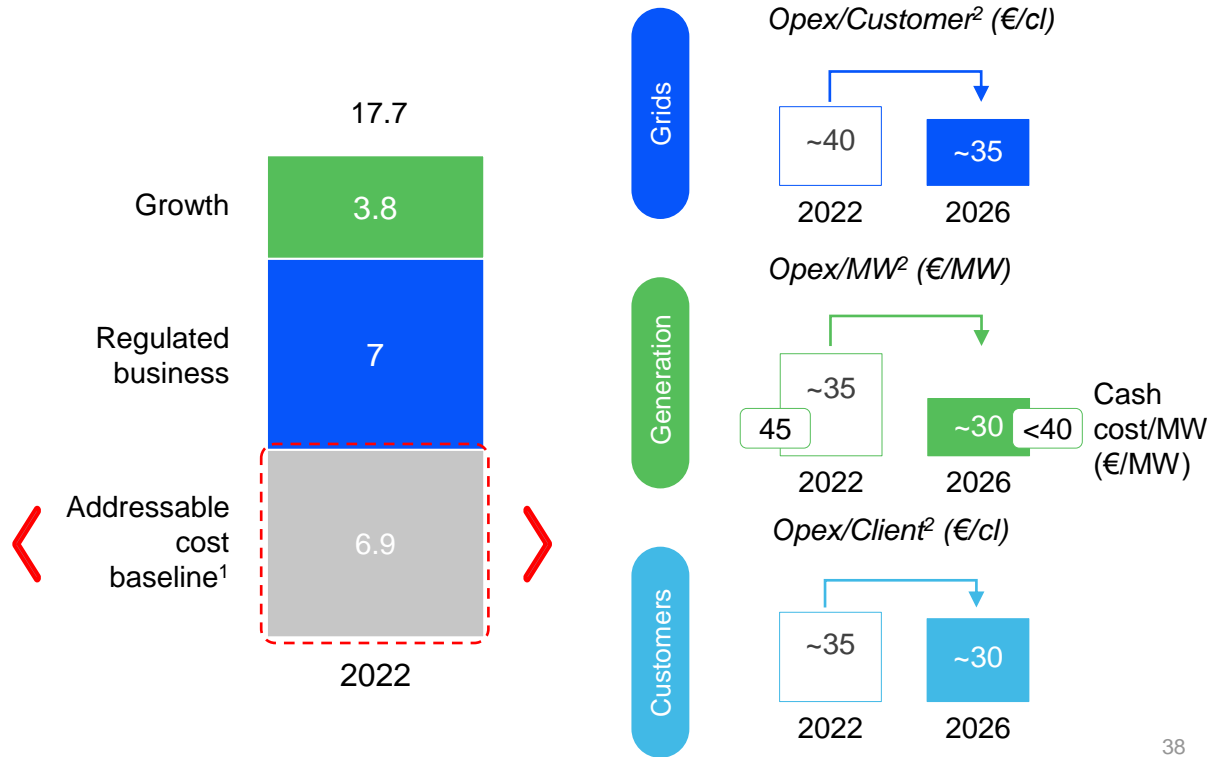 17.7
Growth
3.8
Regulated
business
7
Addressable
cost
baseline¹
6.9
2022
Grids
Opex/Customer² (€/cl)
~40
~35
2022
2026
Generation
Opex/MW² (€/MW)
~35
45
~30
<40
Cash
cost/MW
(€/MW)
2022
2026
Customers
Opex/Client² (€/cl)
~35
~30
2022
2026
38